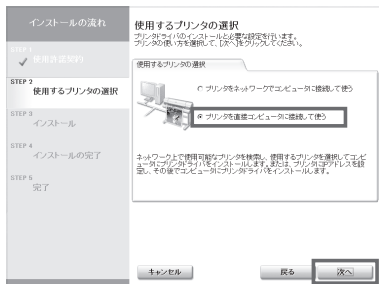 インストールの流れ
STEP 1
使用許諾契約
STEP 2
使用するプリンタの選択
STEP 3
インストール
STEP 4
インストールの完了
STEP 5
完了
使用するプリンタの選択
プリンタドライバのインストールと必要な設定を行います。
プリンタの使い方を選択して、[次へ]をクリックしてください。
使用するプリンタの選択
プリンタをネットワークでコンピュータに接続して使う
プリンタを直接コンピュータに接続して使う
ネットワーク上で使用可能なプリンタを検索し、使用するプリンタを選択してコンピ
ュータにプリンタドライバをインストールします。または、プリンタにIPアドレスを設
定し、その後でコンピュータにプリンタドライバをインストールします。
キャンセル
戻る
次へ